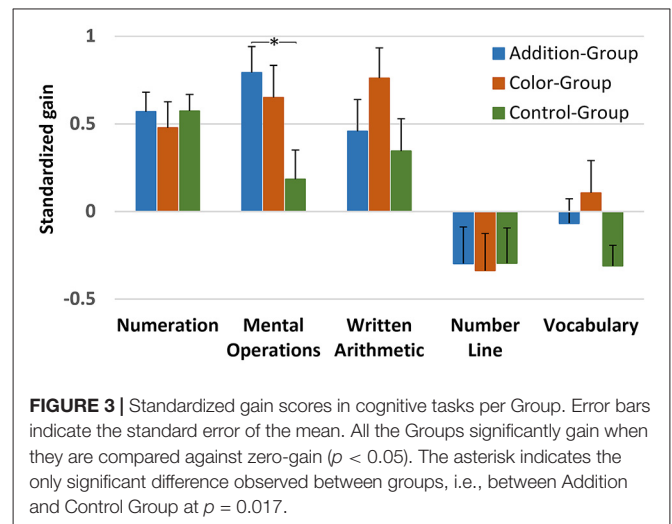 1
*
Addition-Group
Color-Group
Control-Group
0.5
0
-0.5
Standardized gain
Numeration Mental Written Number Vocabulary
Operations Arithmetic Line
FIGURE 3 | Standardized gain scores in cognitive tasks per Group. Error bars
indicate the standard error of the mean. All the Groups significantly gain when
they are compared against zero-gain (p < 0.05). The asterisk indicates the
only significant difference observed between groups, i.e., between Addition
and Control Group at p = 0.017.